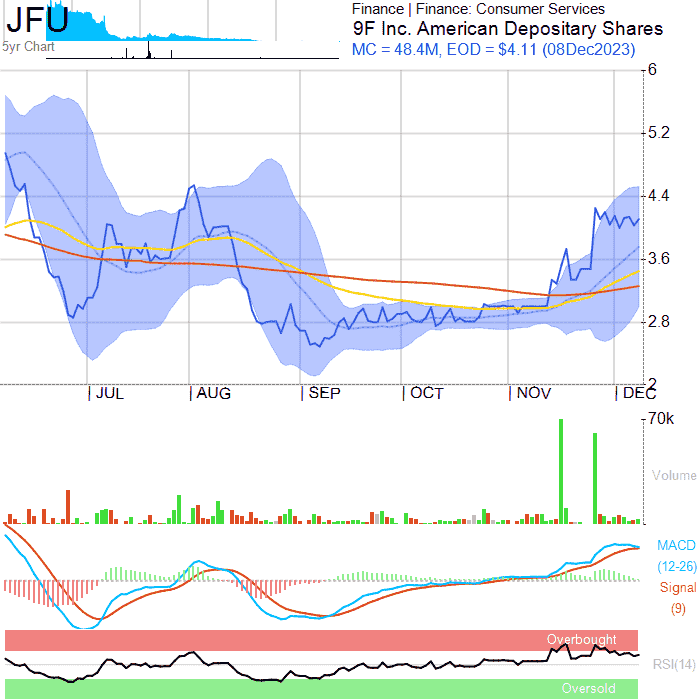 JFU
5yr Chart
Finance | Finance: Consumer Services
9F Inc. American Depositary Shares
MC = 48.4M, EOD = $4.11 (08Dec2023)
6
5.2
4.4
3.6
2.8
2
JUL AUG SEP OCT NOV DEC
70k
Volume
MACD
(12-26)
Signal
(9)
Overbought
RSI(14)
Oversold